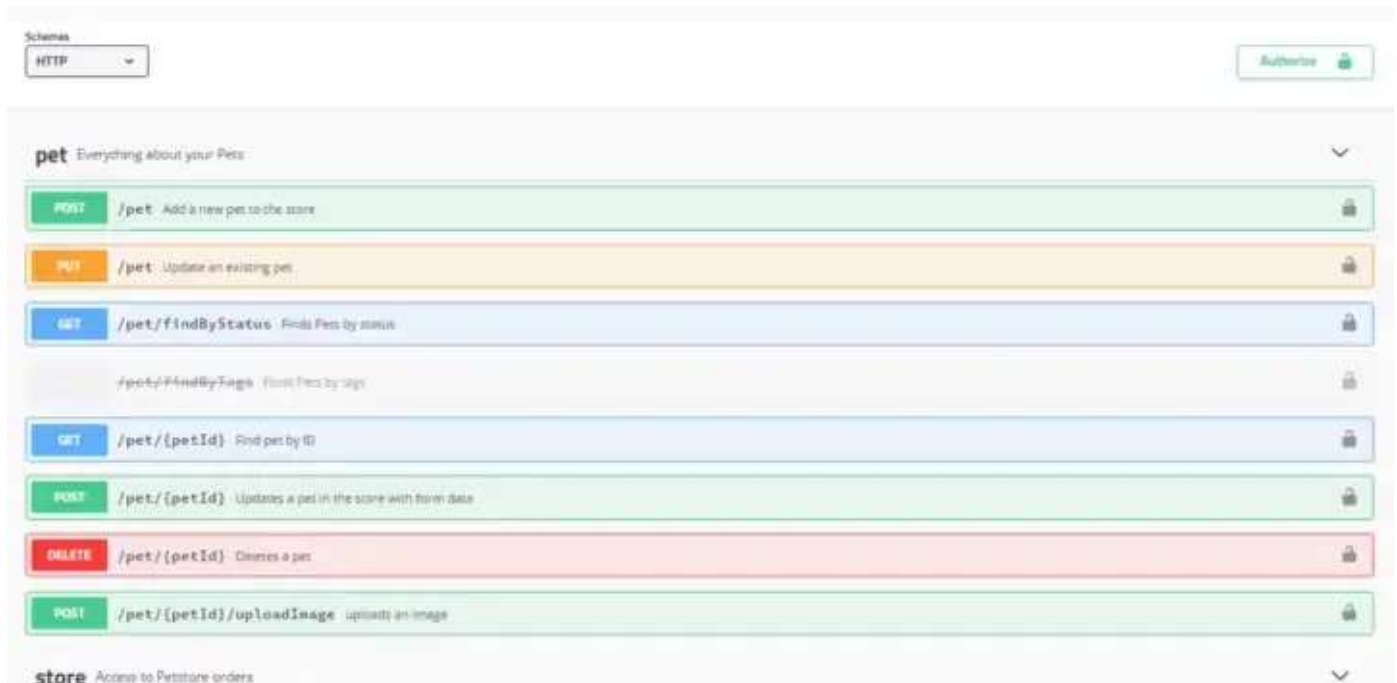 Schemes
HTTP
Authorize
pet Everything about your Pets
POST /pet Add a new pet to the store
PUT /pet Update an existing pet
GET /pet/findByStatus Finds Pets by status
/pet/findByTags Finds Pets by tags
GET /pet/{petId} Find pet by ID
POST /pet/{petId} Updates a pet in the store with form data
DELETE /pet/{petId} Deletes a pet
POST /pet/{petId}/uploadImage uploads an image
store Access to Petstore orders